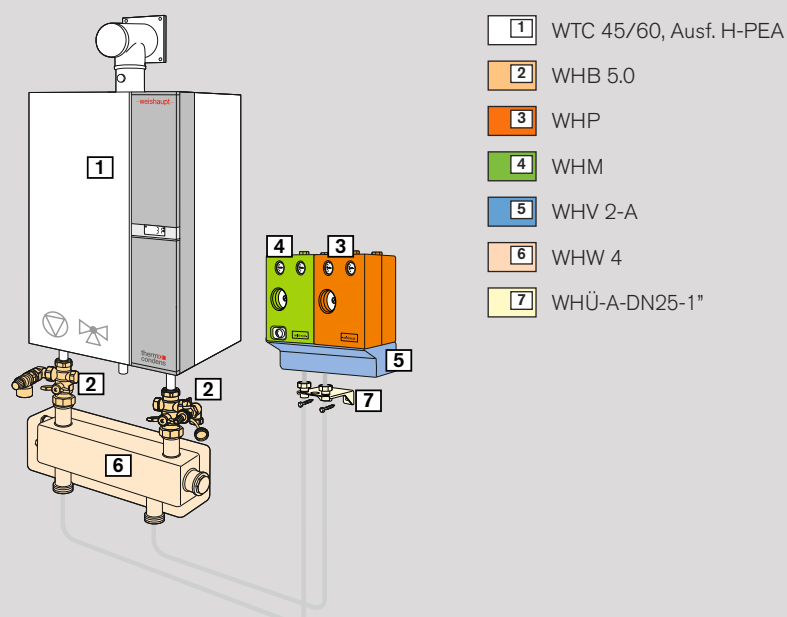 1 WTC 45/60, Ausf. H-PEA
2 WHB 5.0
3 WHP
4 WHM
5 WHV 2-A
6 WHW 4
7 WHÜ-A-DN25-1”
-weishaupt-
1
thermo
condens
4
3
5
2
2
7
6